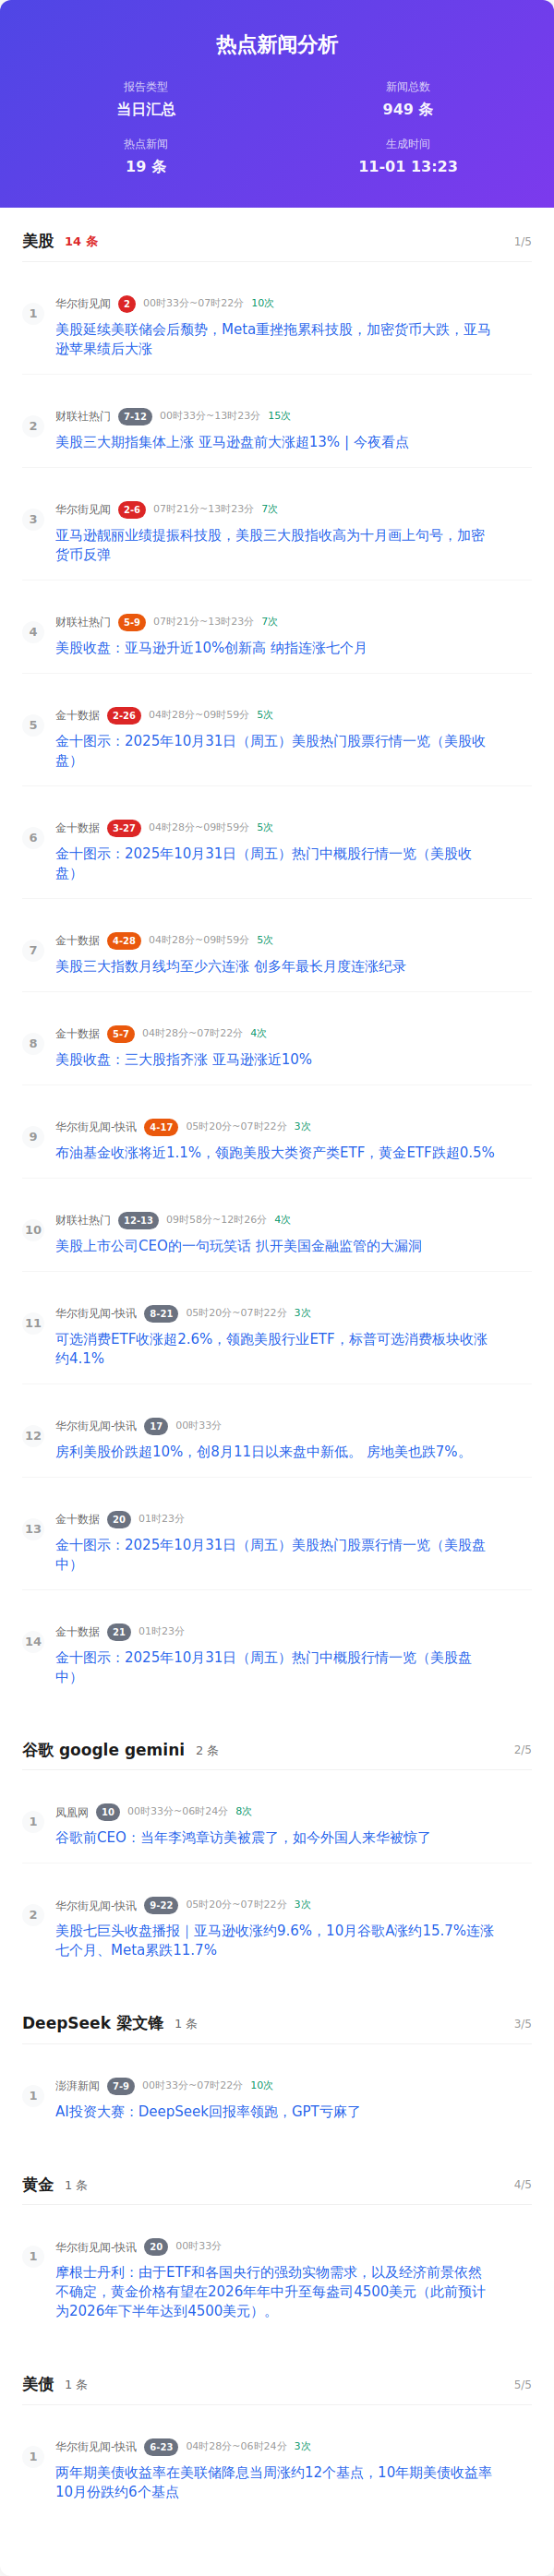 热点新闻分析
报告类型
当日汇总
新闻总数
949 条
热点新闻
19 条
生成时间
11-01 13:23
美股 14 条 1/5
1 华尔街见闻 2 00时33分~07时22分 10次
美股延续美联储会后颓势，Meta重挫拖累科技股，加密货币大跌，亚马
逊苹果绩后大涨
2 财联社热门 7-12 00时33分~13时23分 15次
美股三大期指集体上涨 亚马逊盘前大涨超13% | 今夜看点
3 华尔街见闻 2-6 07时21分~13时23分 7次
亚马逊靓丽业绩提振科技股，美股三大股指收高为十月画上句号，加密
货币反弹
4 财联社热门 5-9 07时21分~13时23分 7次
美股收盘：亚马逊升近10%创新高 纳指连涨七个月
5 金十数据 2-26 04时28分~09时59分 5次
金十图示：2025年10月31日（周五）美股热门股票行情一览（美股收
盘）
6 金十数据 3-27 04时28分~09时59分 5次
金十图示：2025年10月31日（周五）热门中概股行情一览（美股收
盘）
7 金十数据 4-28 04时28分~09时59分 5次
美股三大指数月线均至少六连涨 创多年最长月度连涨纪录
8 金十数据 5-7 04时28分~07时22分 4次
美股收盘：三大股指齐涨 亚马逊涨近10%
9 华尔街见闻-快讯 4-17 05时20分~07时22分 3次
布油基金收涨将近1.1%，领跑美股大类资产类ETF，黄金ETF跌超0.5%
10 财联社热门 12-13 09时58分~12时26分 4次
美股上市公司CEO的一句玩笑话 扒开美国金融监管的大漏洞
11 华尔街见闻-快讯 8-21 05时20分~07时22分 3次
可选消费ETF收涨超2.6%，领跑美股行业ETF，标普可选消费板块收涨
约4.1%
12 华尔街见闻-快讯 17 00时33分
房利美股价跌超10%，创8月11日以来盘中新低。 房地美也跌7%。
13 金十数据 20 01时23分
金十图示：2025年10月31日（周五）美股热门股票行情一览（美股盘
中）
14 金十数据 21 01时23分
金十图示：2025年10月31日（周五）热门中概股行情一览（美股盘
中）
谷歌 google gemini 2 条 2/5
1 凤凰网 10 00时33分~06时24分 8次
谷歌前CEO：当年李鸿章访美被震了，如今外国人来华被惊了
2 华尔街见闻-快讯 9-22 05时20分~07时22分 3次
美股七巨头收盘播报｜亚马逊收涨约9.6%，10月谷歌A涨约15.7%连涨
七个月、Meta累跌11.7%
DeepSeek 梁文锋 1 条 3/5
1 澎湃新闻 7-9 00时33分~07时22分 10次
AI投资大赛：DeepSeek回报率领跑，GPT亏麻了
黄金 1 条 4/5
1 华尔街见闻-快讯 20 00时33分
摩根士丹利：由于ETF和各国央行的强劲实物需求，以及经济前景依然
不确定，黄金价格有望在2026年年中升至每盎司4500美元（此前预计
为2026年下半年达到4500美元）。
美债 1 条 5/5
1 华尔街见闻-快讯 6-23 04时28分~06时24分 3次
两年期美债收益率在美联储降息当周涨约12个基点，10年期美债收益率
10月份跌约6个基点